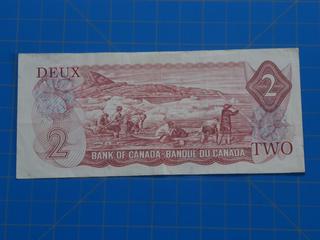 DEUX
2
2
BANK OF CANADA-BANQUE DU CANADA
TWO